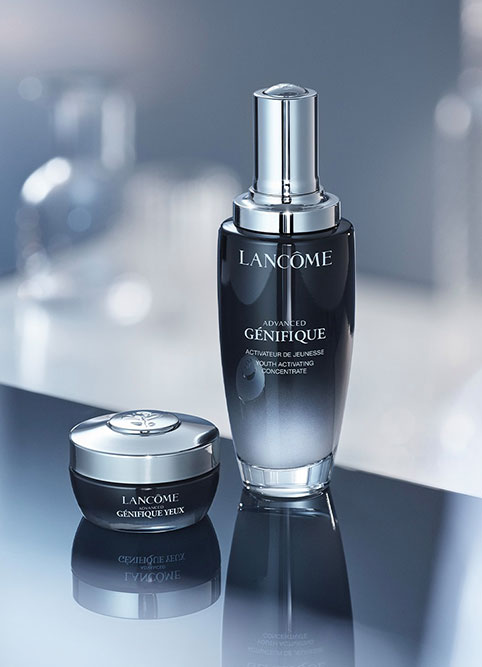 LANCÔME
ADVANCED
GÉNIFIQUE
ACTIVATEUR DE JEUNESSE
YOUTH ACTIVATING
CONCENTRATE
LANCÔME
ADVANCED
GÉNIFIQUE YEUX